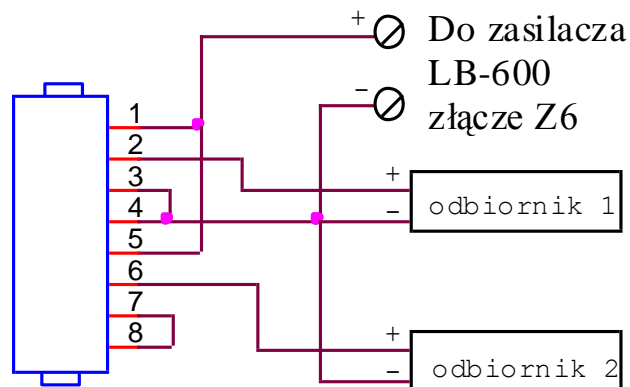 + Do zasilacza
- LB-600
złącze Z6
1
2
3
4
5
6
7
8
+
- odbiornik 1
+
- odbiornik 2